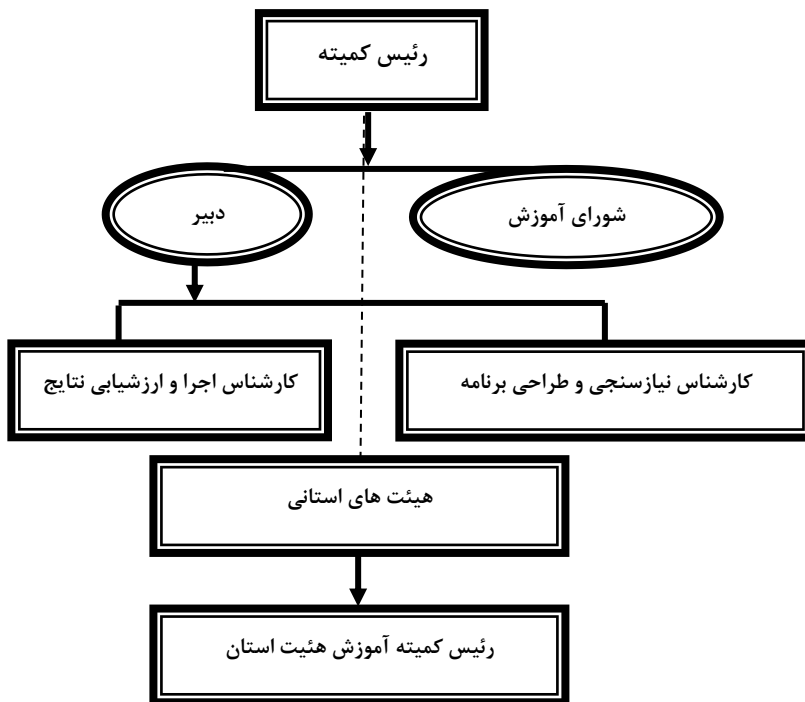 رئیس کمیته
شورای آموزش
دبیر
کارشناس نیازسنجی و طراحی برنامه
کارشناس اجرا و ارزشیابی نتایج
هیئت های استانی
رئیس کمیته آموزش هئیت استان